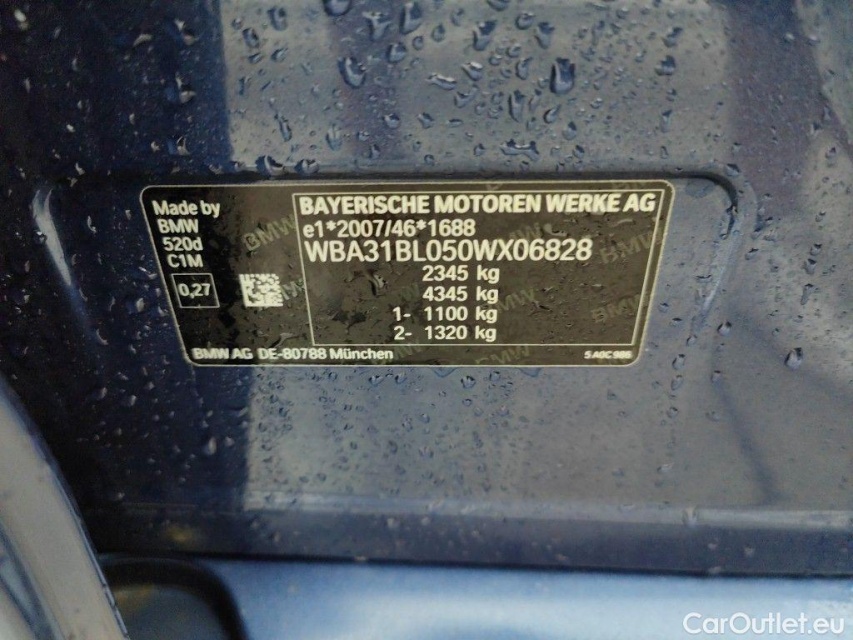 Made by
BMW
520d
C1M
0,27
BAYERISCHE MOTOREN WERKE AG
e1*2007/46*1688
WBA31BL050WX06828
2345 kg
4345 kg
1- 1100 kg
2- 1320 kg
BMW AG DE-80788 München
CarOutlet.eu